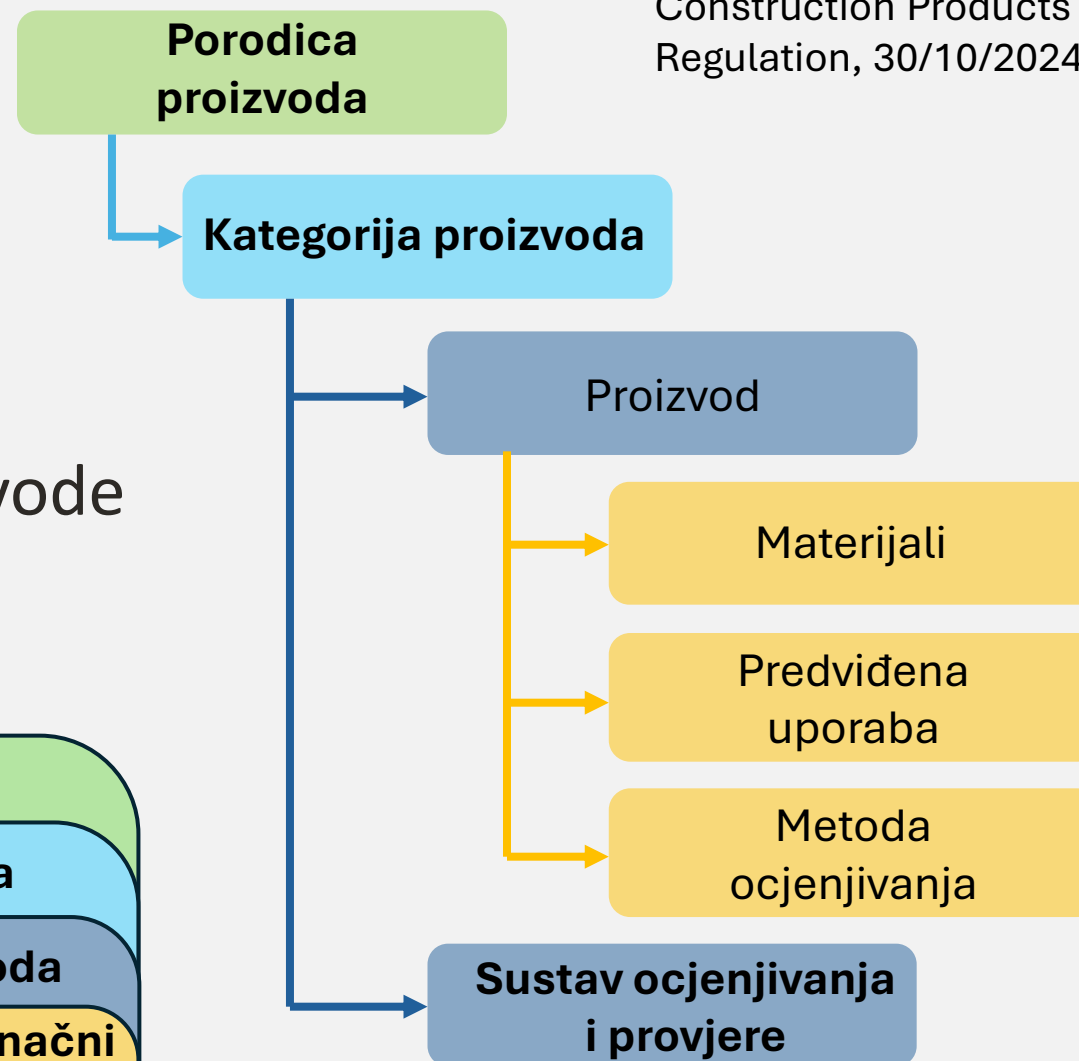 Construction Products
Regulation, 30/10/2024
Porodica
proizvoda
Kategorija proizvoda
Proizvod
vode
Materijali
Predviđena
uporaba
Metoda
ocjenjivanja
a
oda
načni
Sustav ocjenjivanja
i provjere